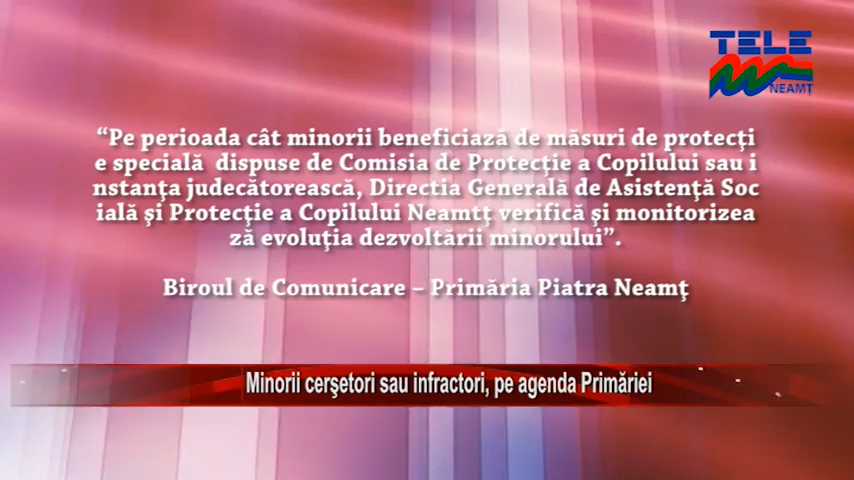 TELE
NEAMŢ
“Pe perioada cât minorii beneficiază de măsuri de protecţi
e specială  dispuse de Comisia de Protecţie a Copilului sau i
nstanţa judecătorească, Directia Generală de Asistenţă Soc
ială şi Protecţie a Copilului Neamtţ verifică şi monitorizea
ză evoluţia dezvoltării minorului”.
Biroul de Comunicare – Primăria Piatra Neamţ
Minorii cerşetori sau infractori, pe agenda Primăriei